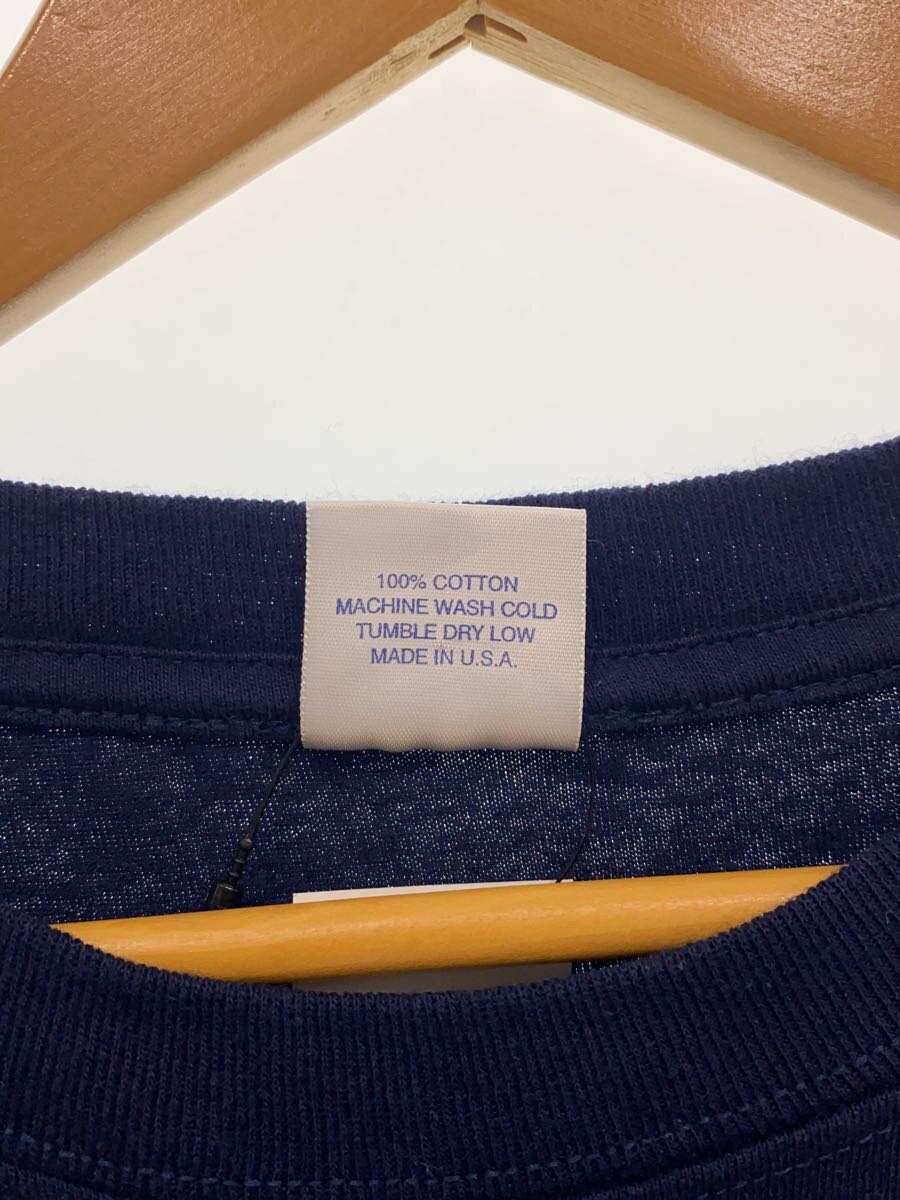 100% COTTON
MACHINE WASH COLD
TUMBLE DRY LOW
MADE IN U.S.A.